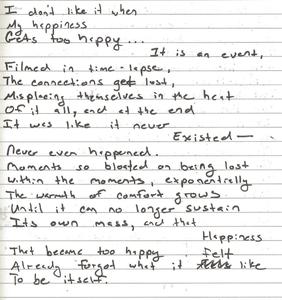 I don't like it when
My happiness
Gets too happy...
It is an event,
Filmed in time-lapse,
The connections get lost,
Misplacing themselves in the heat
Of it all, and at the end
It was like it never
Existed—
Never even happened.
Moments so bloated on being lost
Within the moments, exponentially
The warmth of comfort grows
Until it can no longer sustain
Its own mass, and that
Happiness
That became too happy
Already forgot what it felt like
To be itself.